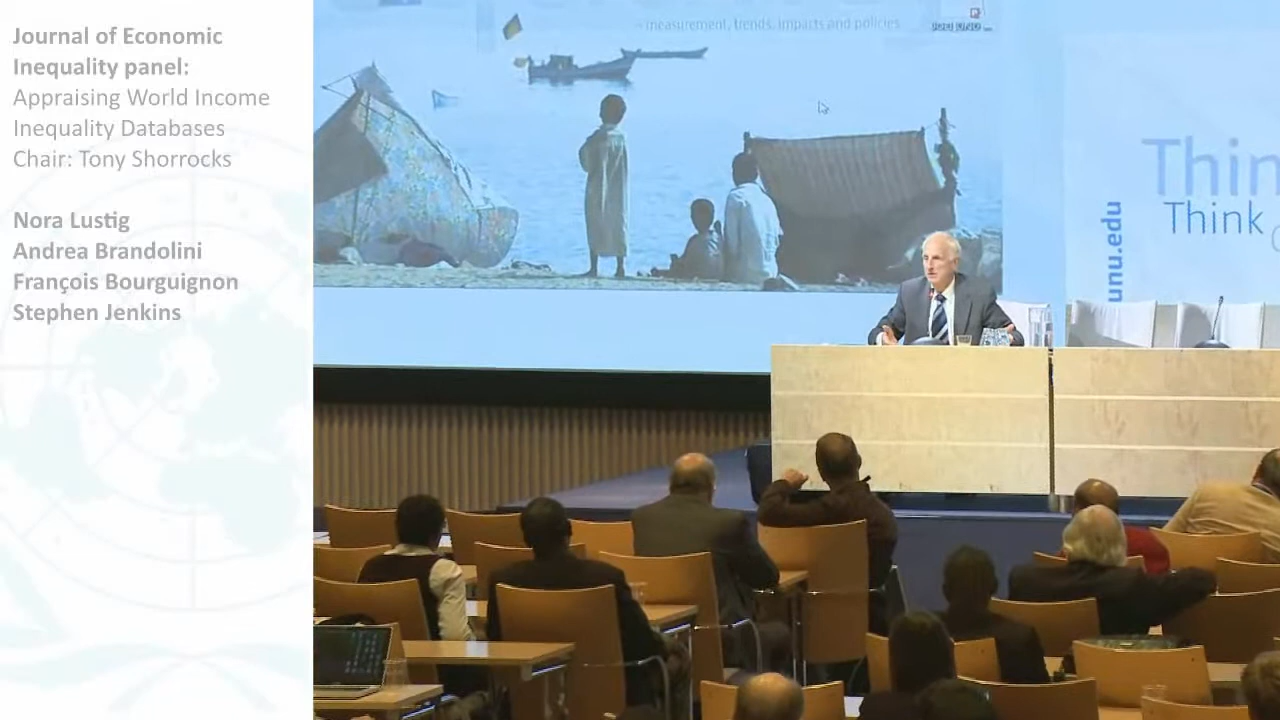 Journal of Economic
Inequality panel:
Appraising World Income
Inequality Databases
Chair: Tony Shorrocks
Nora Lustig
Andrea Brandolini
François Bourguignon
Stephen Jenkins
– measurement, trends, impacts and policies
Thin
Think
unu.edu